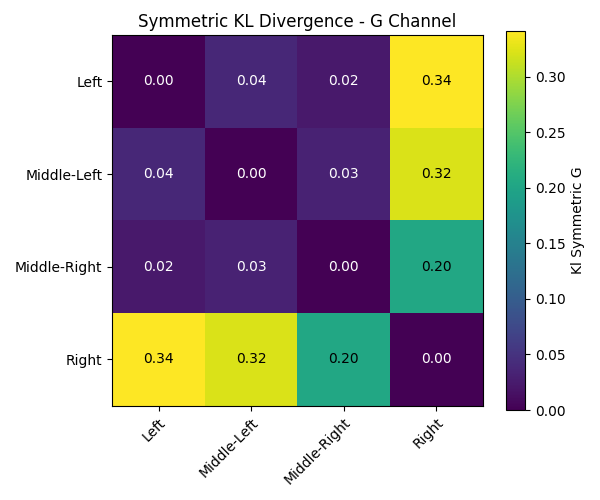 Symmetric KL Divergence - G Channel
Left 0.00 0.04 0.02 0.34
Middle-Left 0.04 0.00 0.03 0.32
Middle-Right 0.02 0.03 0.00 0.20
Right 0.34 0.32 0.20 0.00
Left Middle-Left Middle-Right Right
0.30
0.25
0.20
0.15
0.10
0.05
0.00
Kl Symmetric G